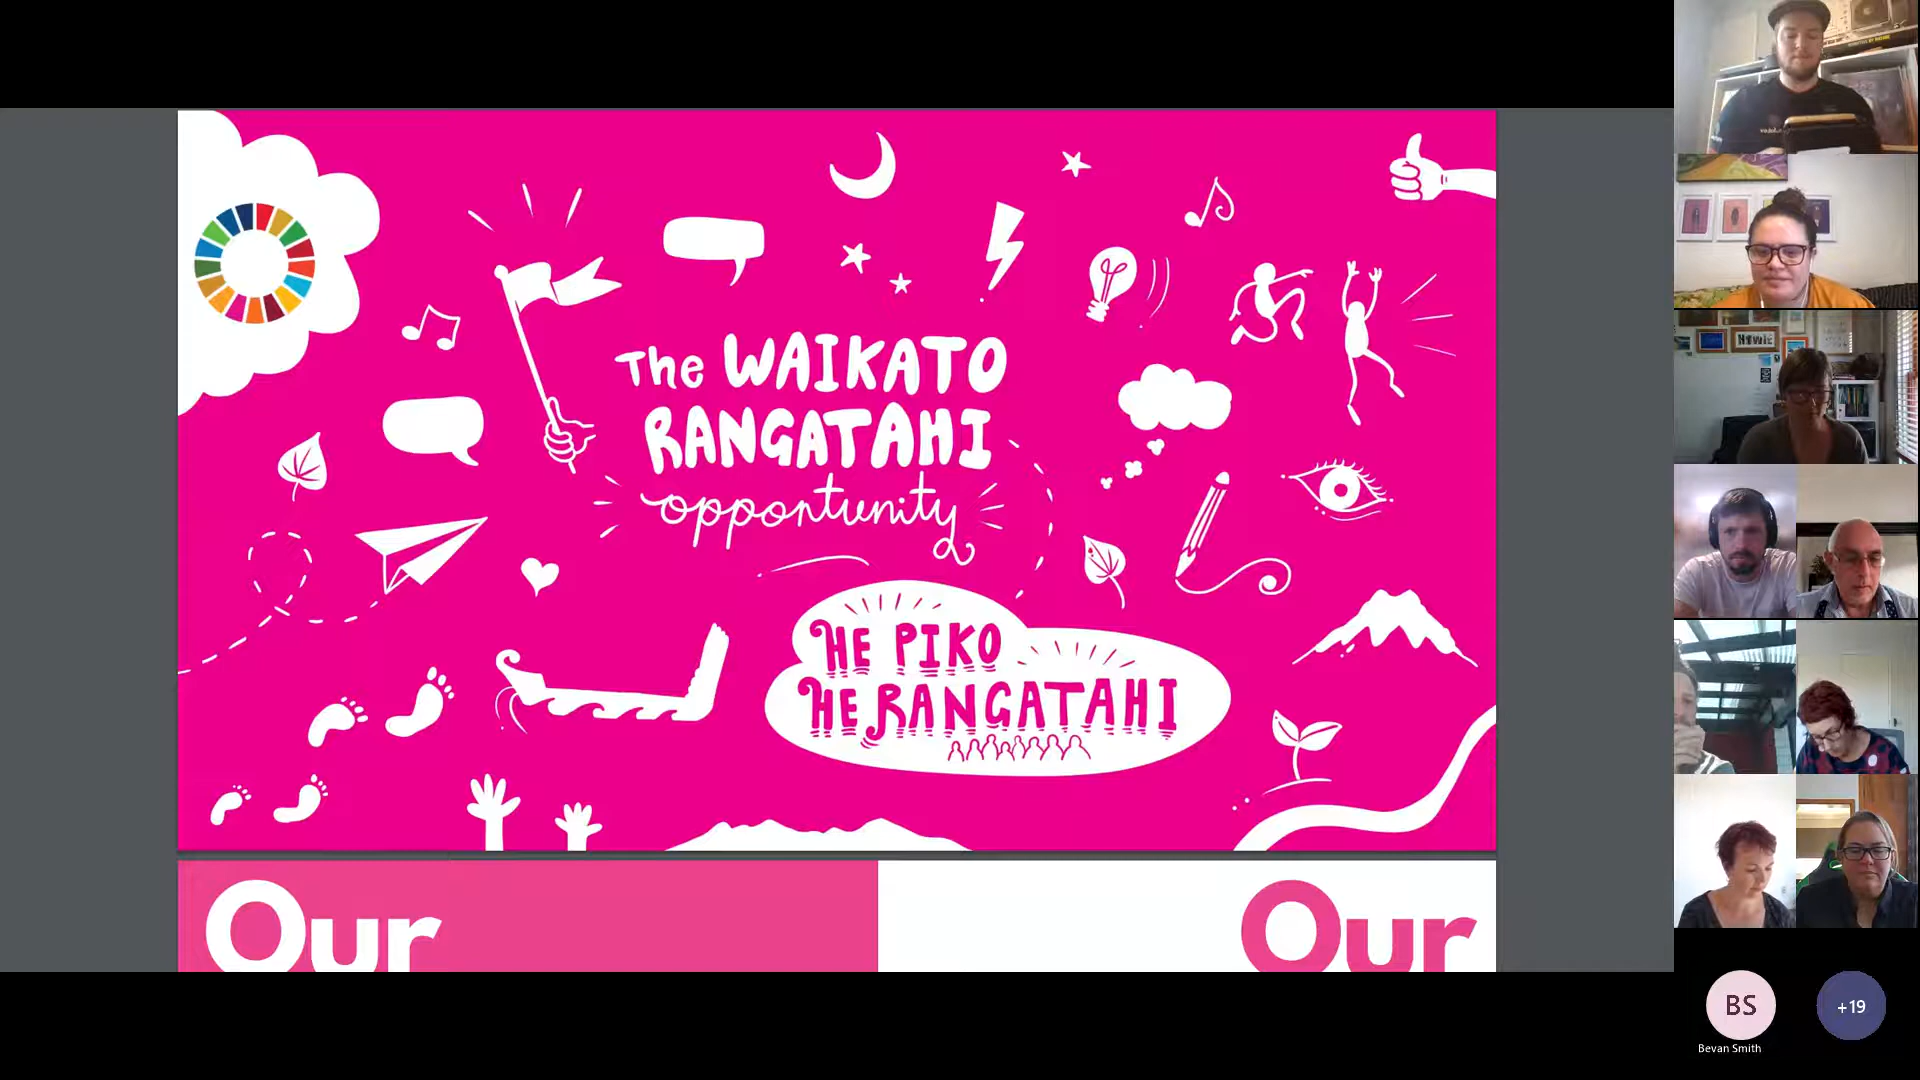 The WAIKATO
RANGATAHI
opportunity
HE PIKO
HE RANGATAHI
Our
Our
BS
+19
Bevan Smith